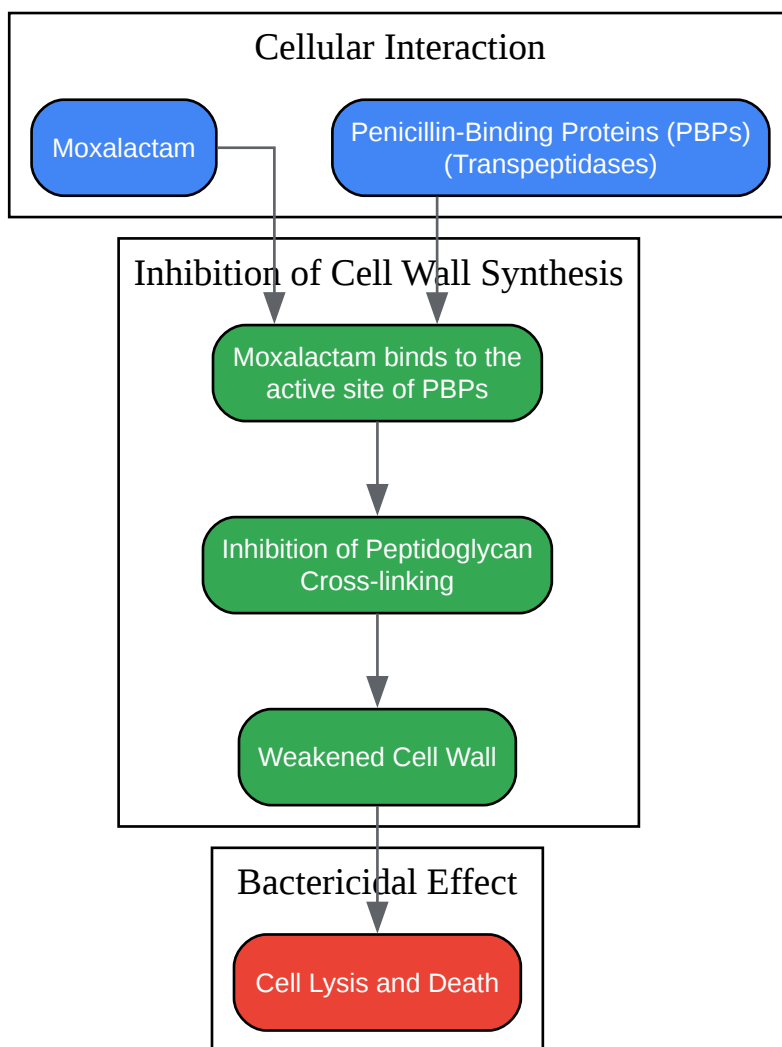 Cellular Interaction
Moxalactam
Penicillin-Binding Proteins (PBPs)
(Transpeptidases)
Inhibition of Cell Wall Synthesis
Moxalactam binds to the
active site of PBPs
Inhibition of Peptidoglycan
Cross-linking
Weakened Cell Wall
Bactericidal Effect
Cell Lysis and Death